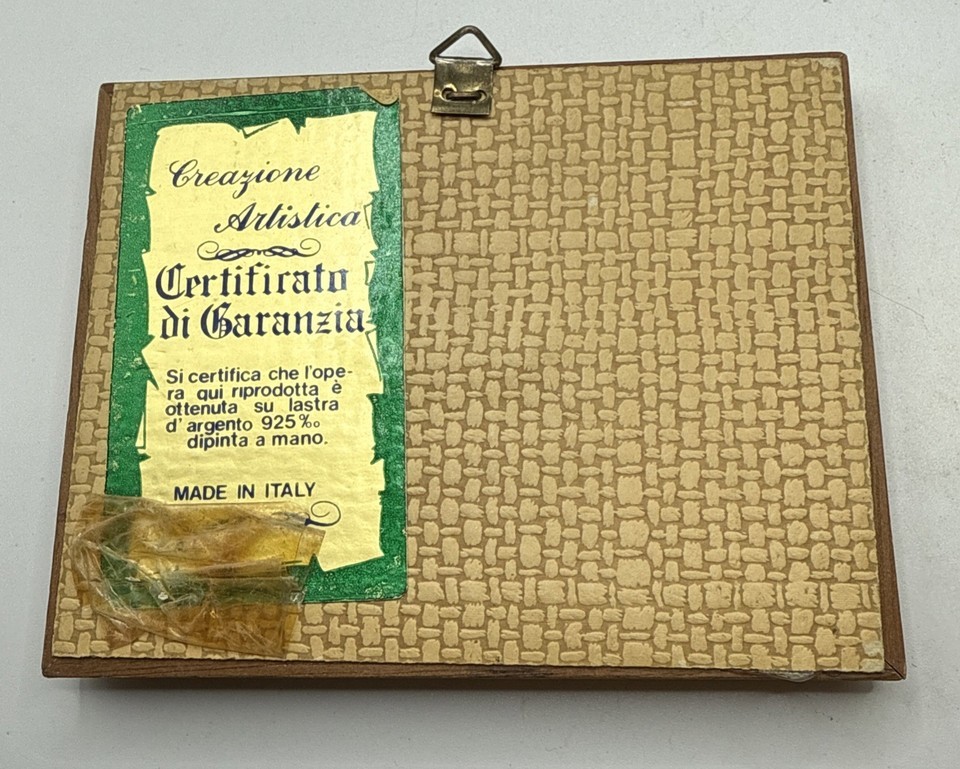 Creazione
Artistica
Certificato
di Garanzia
Si certifica che l'ope-
ra qui riprodotta è
ottenuta su lastra
d'argento 925‰
dipinta a mano.
MADE IN ITALY